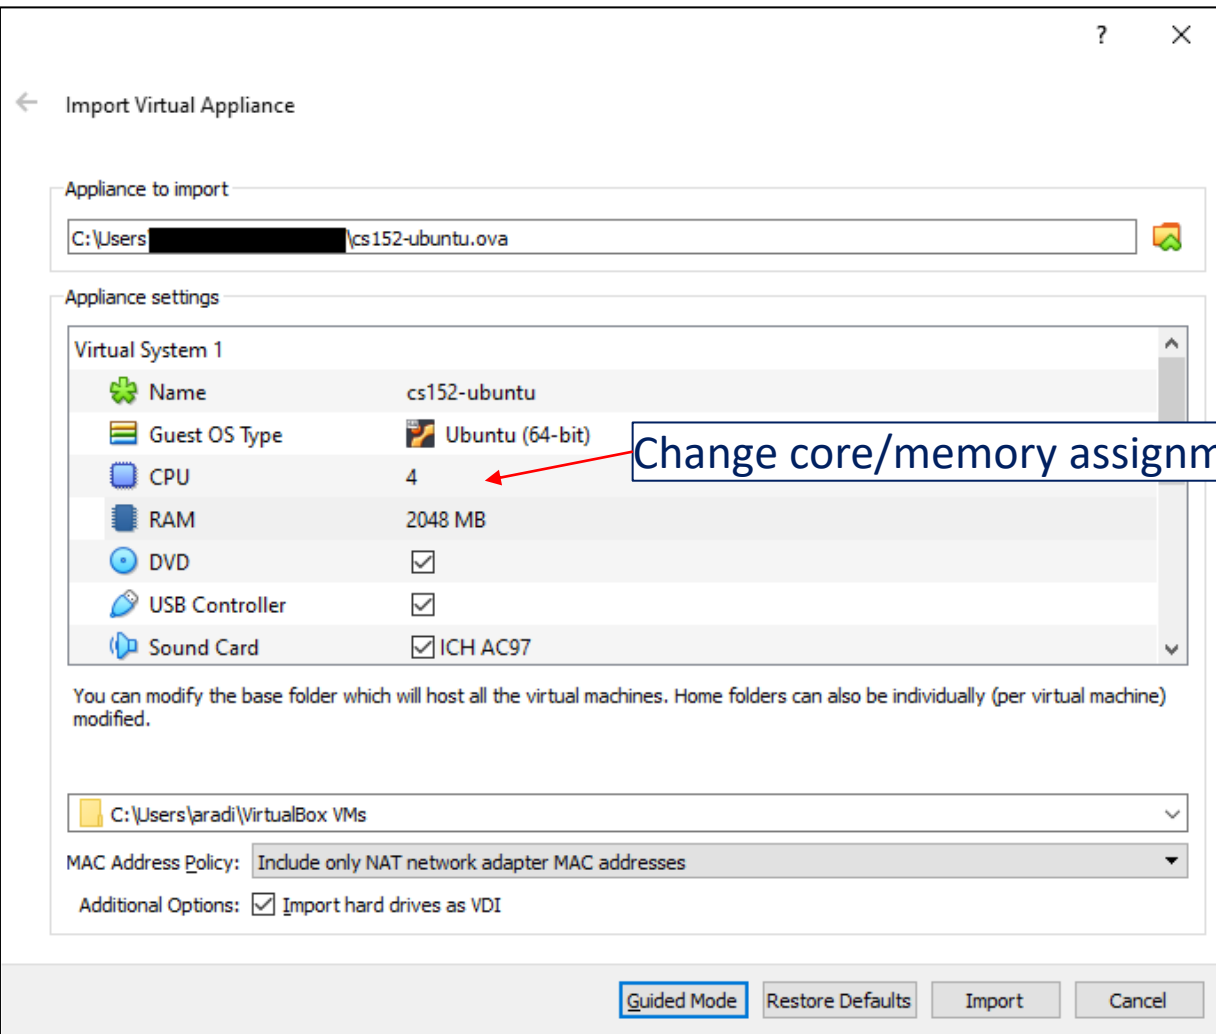 ?
Import Virtual Appliance
Appliance to import
C:\Users \cs152-ubuntu.ova
Appliance settings
Virtual System 1
Name cs152-ubuntu
Guest OS Type Ubuntu (64-bit)
Change core/memory
CPU 4
RAM 2048 MB
DVD
USB Controller
Sound Card ICH AC97
You can modify the base folder which will host all the virtual machines. Home folders can also be individually (per virtual machine)
modified.
C:\Users\aradi\VirtualBox VMs
MAC Address Policy: Include only NAT network adapter MAC addresses
Additional Options: Import hard drives as VDI
Guided Mode Restore Defaults Import Cancel